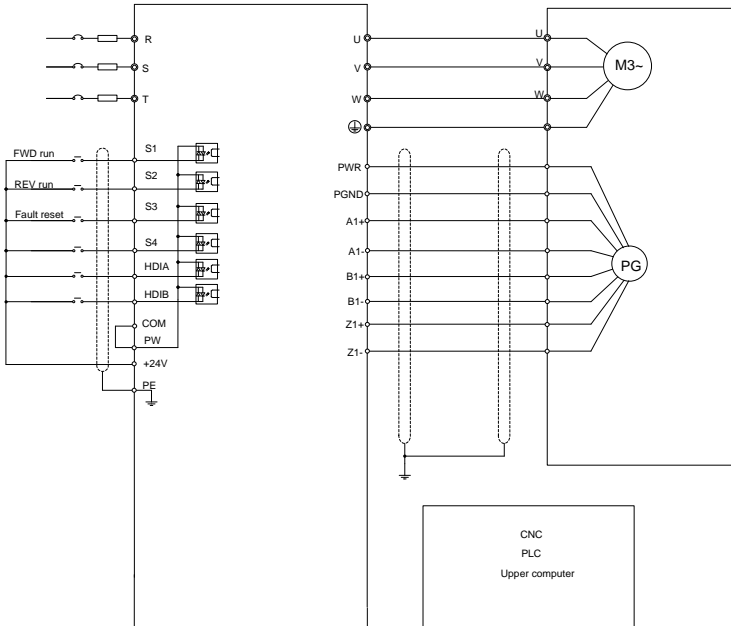 R
S
T
FWD run
REV run
Fault reset
S1
S2
S3
S4
HDIA
HDIB
COM
PW
+24V
PE
U
V
W
PWR
PGND
A1+
A1-
B1+
B1-
Z1+
Z1-
U
V
W
M3~
PG
CNC
PLC
Upper computer